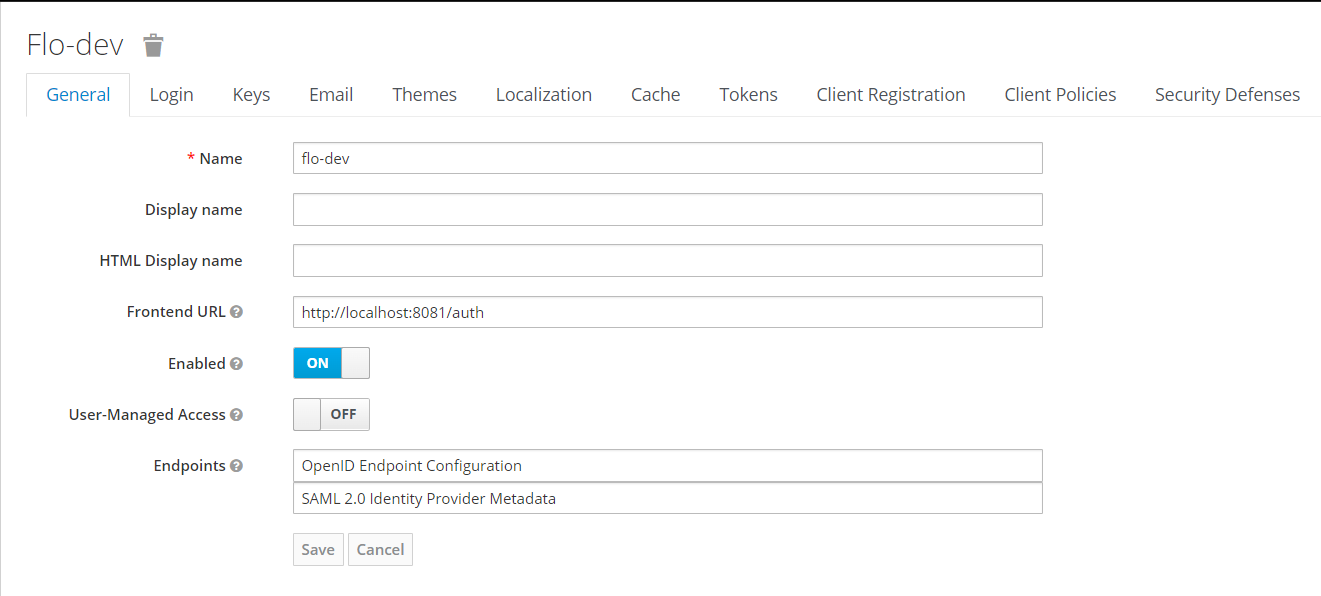 Flo-dev
General Login Keys Email Themes Localization Cache Tokens Client Registration Client Policies Security Defenses
* Name flo-dev
Display name
HTML Display name
Frontend URL http://localhost:8081/auth
Enabled ON
User-Managed Access OFF
Endpoints OpenID Endpoint Configuration
SAML 2.0 Identity Provider Metadata
Save Cancel